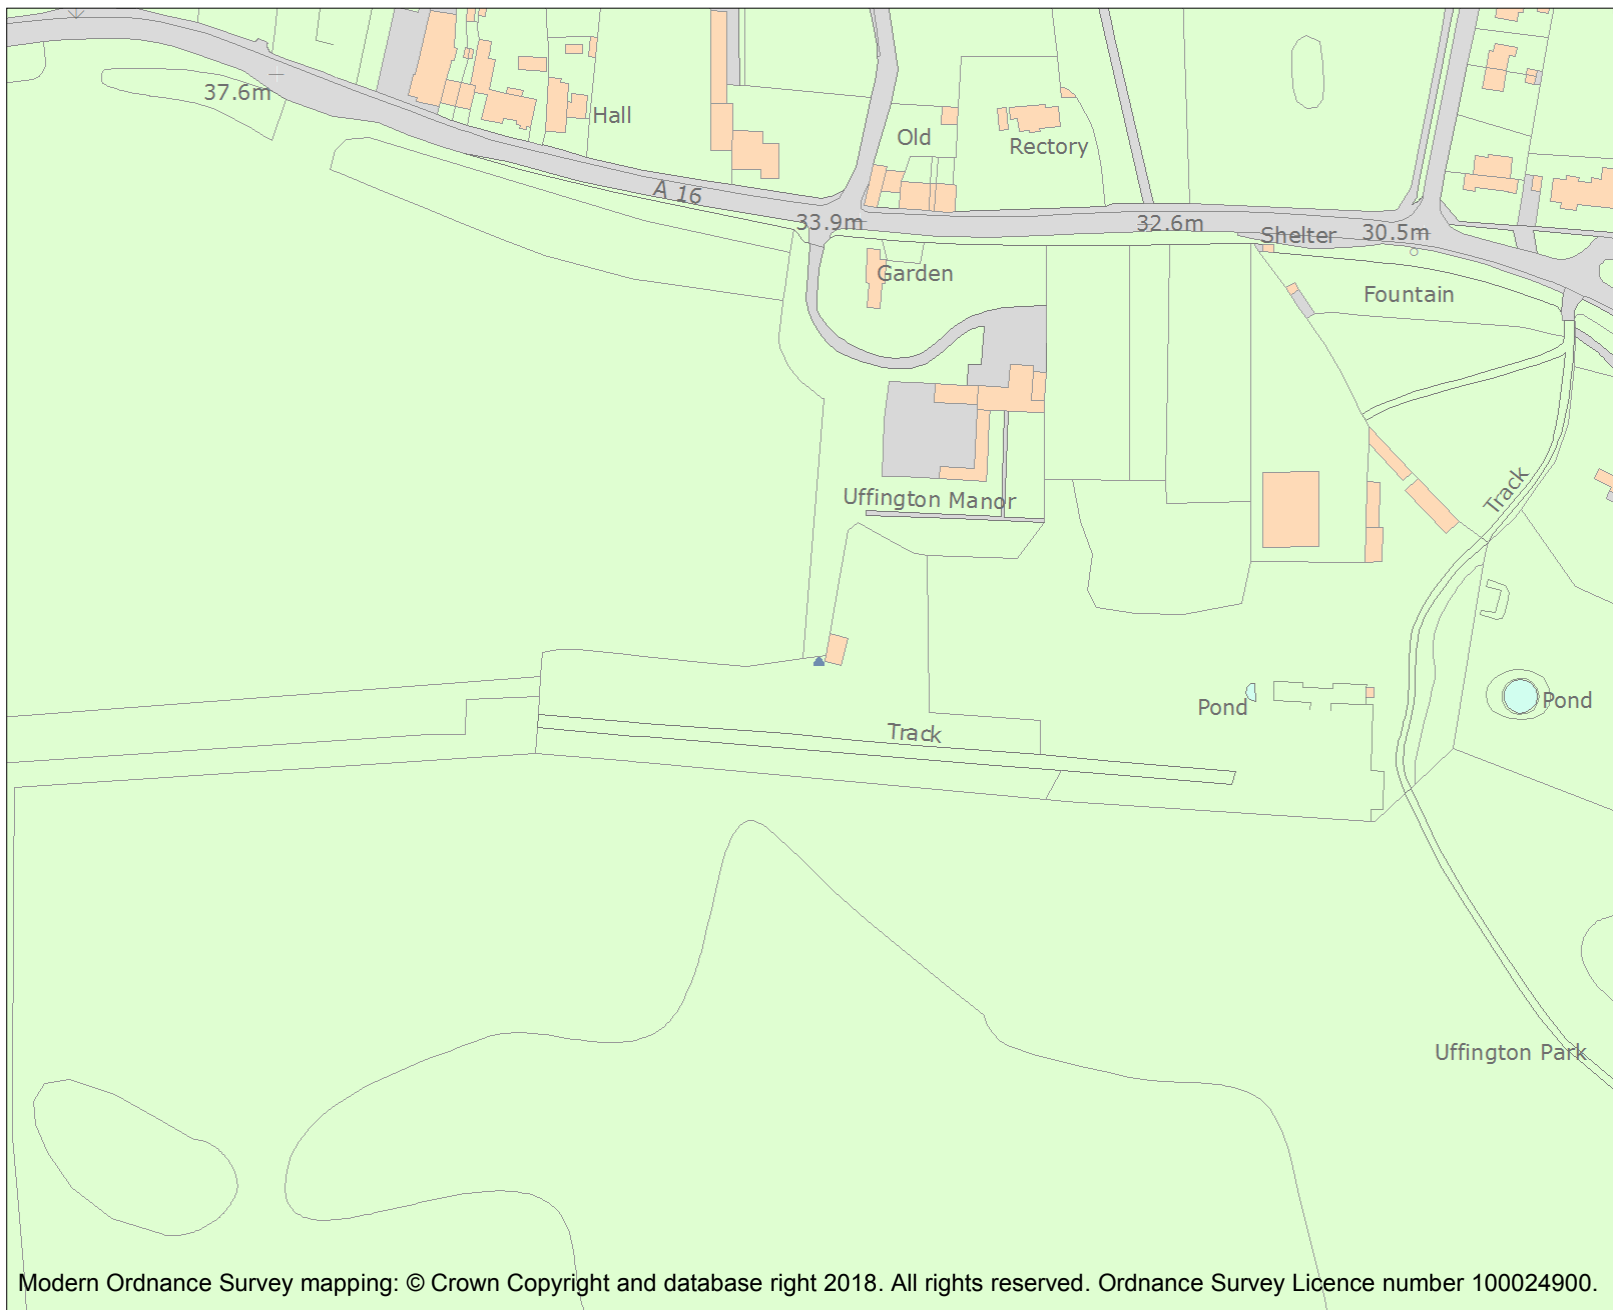 37.6m
Hall
Old
Rectory
A 16
33.9m
32.6m
Shelter
30.5m
Garden
Fountain
Uffington Manor
Track
Pond
Pond
Track
Uffington Park
Modern Ordnance Survey mapping: © Crown Copyright and database right 2018. All rights reserved. Ordnance Survey Licence number 100024900.